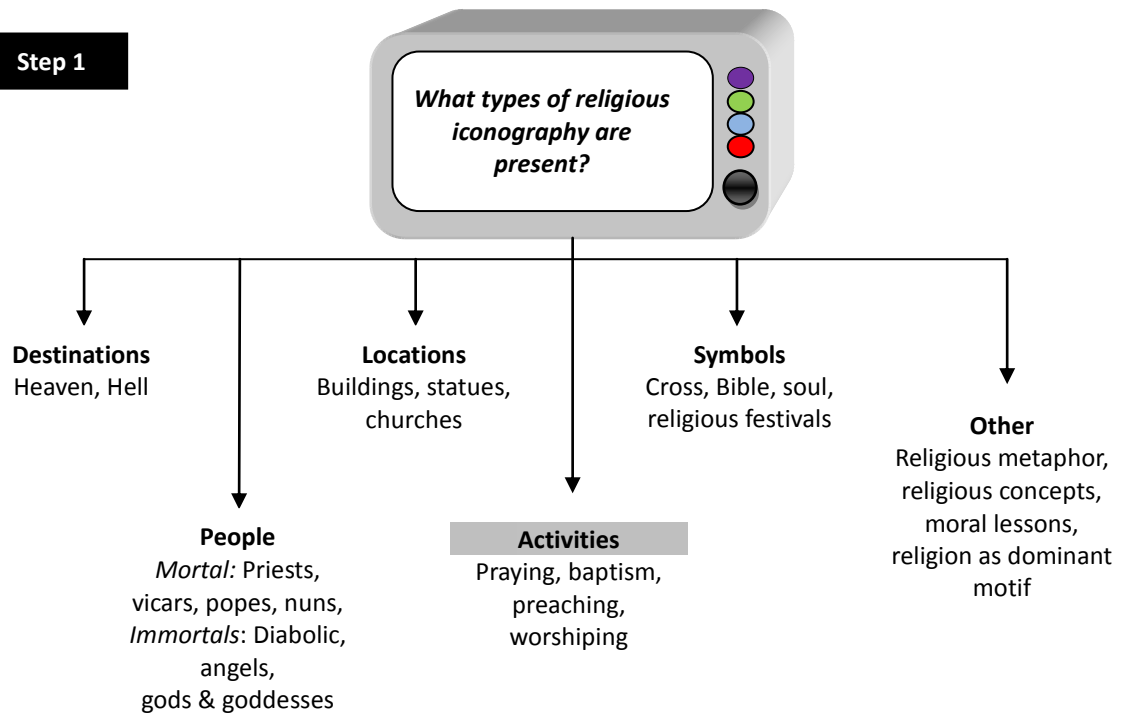 Step 1
What types of religious
iconography are
present?
Destinations
Heaven, Hell
Locations
Buildings, statues,
churches
Symbols
Cross, Bible, soul,
religious festivals
Other
Religious metaphor,
religious concepts,
moral lessons,
religion as dominant
motif
People
Mortal: Priests,
vicars, popes, nuns,
Immortals: Diabolic,
angels,
gods & goddesses
Activities
Praying, baptism,
preaching,
worshiping